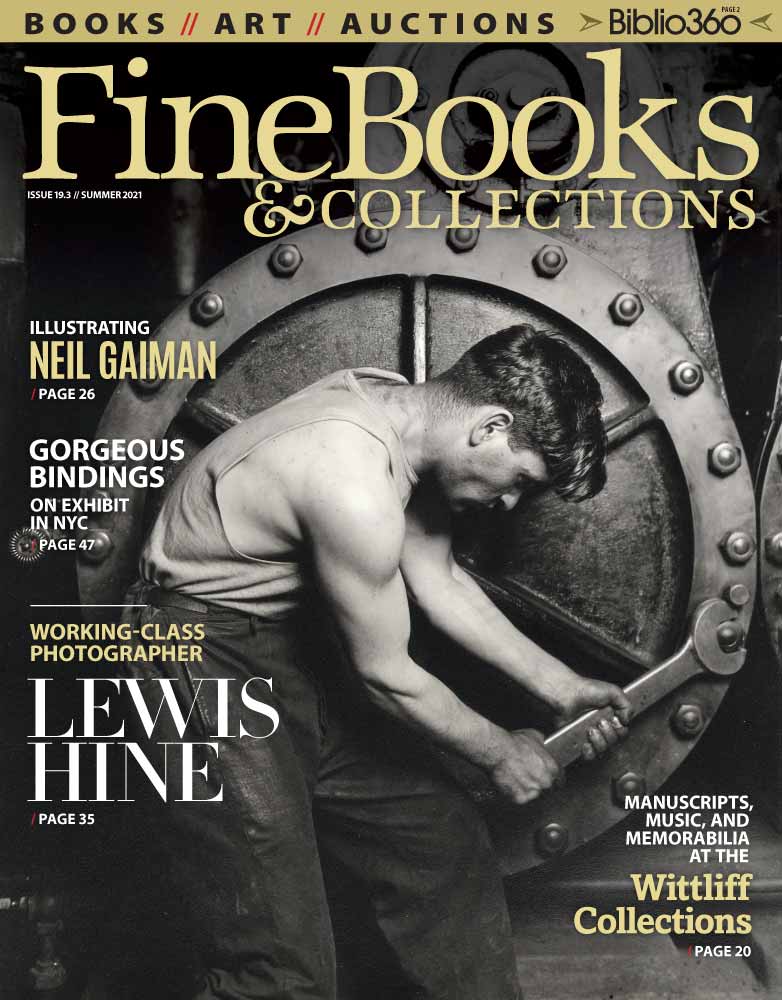 BOOKS // ART // AUCTIONS
PAGE 2
Biblio360
FineBooks
ISSUE 19.3 // SUMMER 2021
& COLLECTIONS
ILLUSTRATING
NEIL GAIMAN
/ PAGE 26
GORGEOUS
BINDINGS
ON EXHIBIT
IN NYC
/ PAGE 47
WORKING-CLASS
PHOTOGRAPHER
LEWIS
HINE
/ PAGE 35
MANUSCRIPTS,
MUSIC, AND
MEMORABILIA
AT THE
Wittliff
Collections
/ PAGE 20